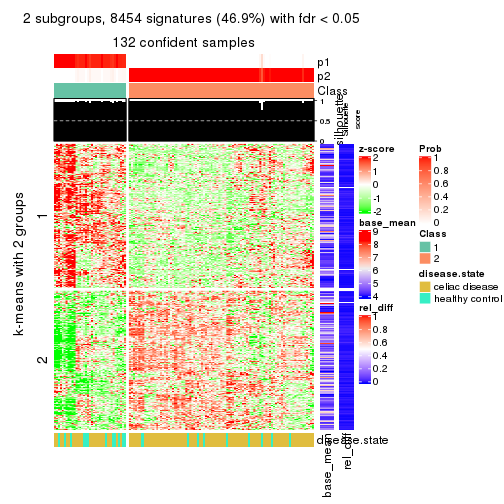 2 subgroups, 8454 signatures (46.9%) with fdr < 0.05
132 confident samples
p1
p2
Class
1
0.5
0
silhouette
Silhouette
score
k-means with 2 groups
1
2
z-score
2
1
0
-1
-2
base_mean
9
8
7
6
5
4
rel_diff
1
0.8
0.6
0.4
0.2
0
Prob
1
0.8
0.6
0.4
0.2
0
Class
1
2
disease.state
celiac disease
healthy control
disease.state
base_mean
rel_diff